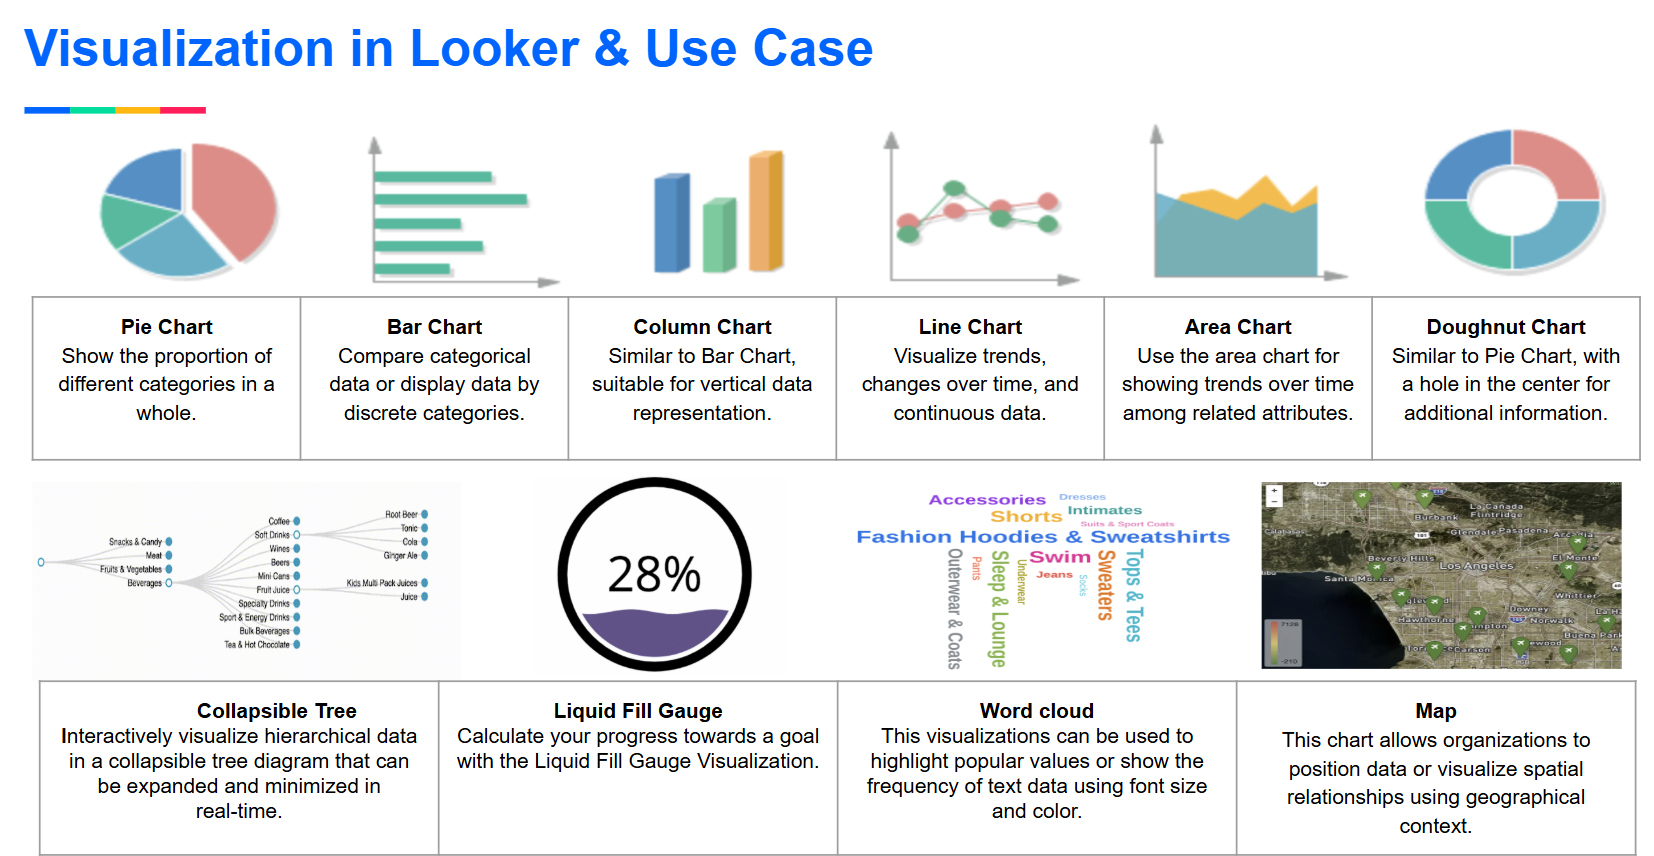 Visualization in Looker & Use Case
Pie Chart
Show the proportion of
different categories in a
whole.
Bar Chart
Compare categorical
data or display data by
discrete categories.
Column Chart
Similar to Bar Chart,
suitable for vertical data
representation.
Line Chart
Visualize trends,
changes over time, and
continuous data.
Area Chart
Use the area chart for
showing trends over time
among related attributes.
Doughnut Chart
Similar to Pie Chart, with
a hole in the center for
additional information.
Snacks & Candy
Meat
Fruits & Vegetables
Beverages
Coffee
Soft Drinks
Wines
Beers
Mini Cans
Fruit Juice
Specialty Drinks
Sport & Energy Drinks
Bulk Beverages
Tea & Hot Chocolate
Root Beer
Tonic
Cola
Ginger Ale
Kids Multi Pack Juices
Juice
28%
Accessories
Dresses
Shorts
Intimates
Suits & Sport Coats
Fashion Hoodies & Sweatshirts
Outerwear & Coats
Pants
Sleep & Lounge
Underwear
Swim
Jeans
Socks
Sweaters
Tops & Tees
+
-
La Cañada
Flintridge
Burbank
Calabasas
101
Glendale
Pasadena
Beverly Hills
Los Angeles
El Monte
Santa Monica
Whittier
Hawthorne
Downey
Norwalk
Buena Park
Carson
7128
-210
Collapsible Tree
Interactively visualize hierarchical data
in a collapsible tree diagram that can
be expanded and minimized in
real-time.
Liquid Fill Gauge
Calculate your progress towards a goal
with the Liquid Fill Gauge Visualization.
Word cloud
This visualizations can be used to
highlight popular values or show the
frequency of text data using font size
and color.
Map
This chart allows organizations to
position data or visualize spatial
relationships using geographical
context.